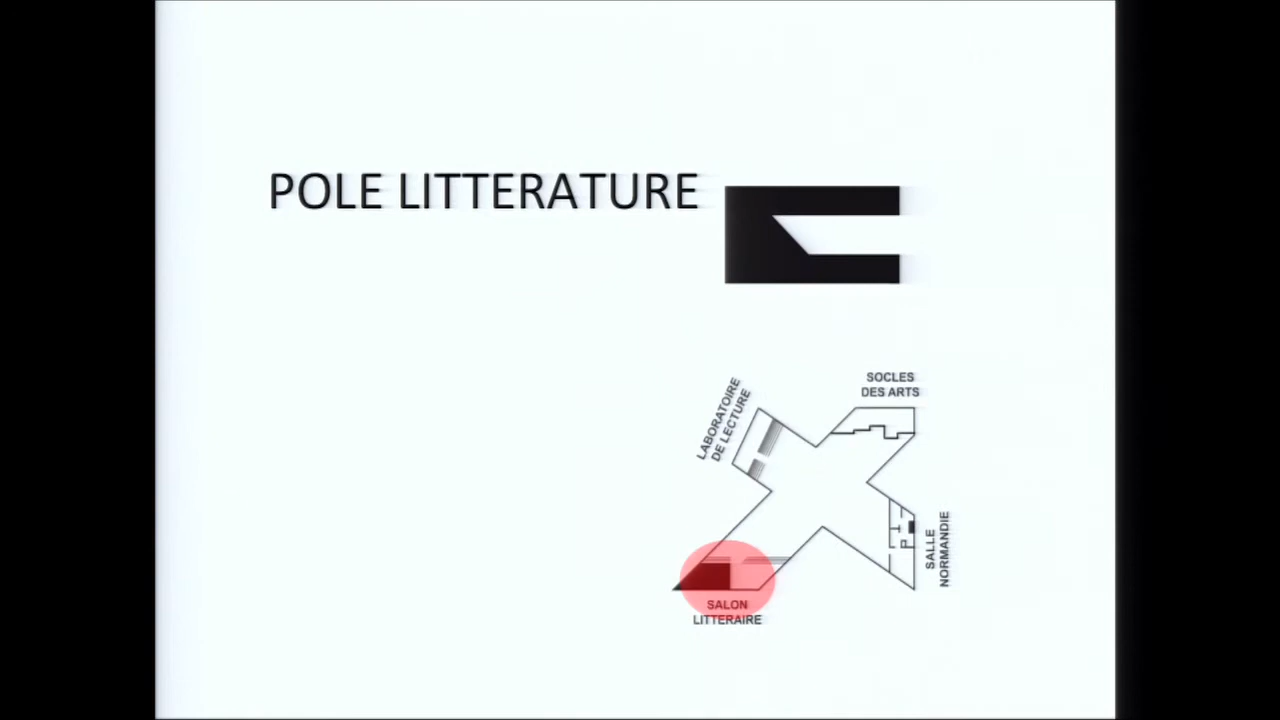 POLE LITTERATURE
SOCLES
DES ARTS
LABORATOIRE
DE LECTURE
SALLE
NORMANDIE
SALON
LITTERAIRE